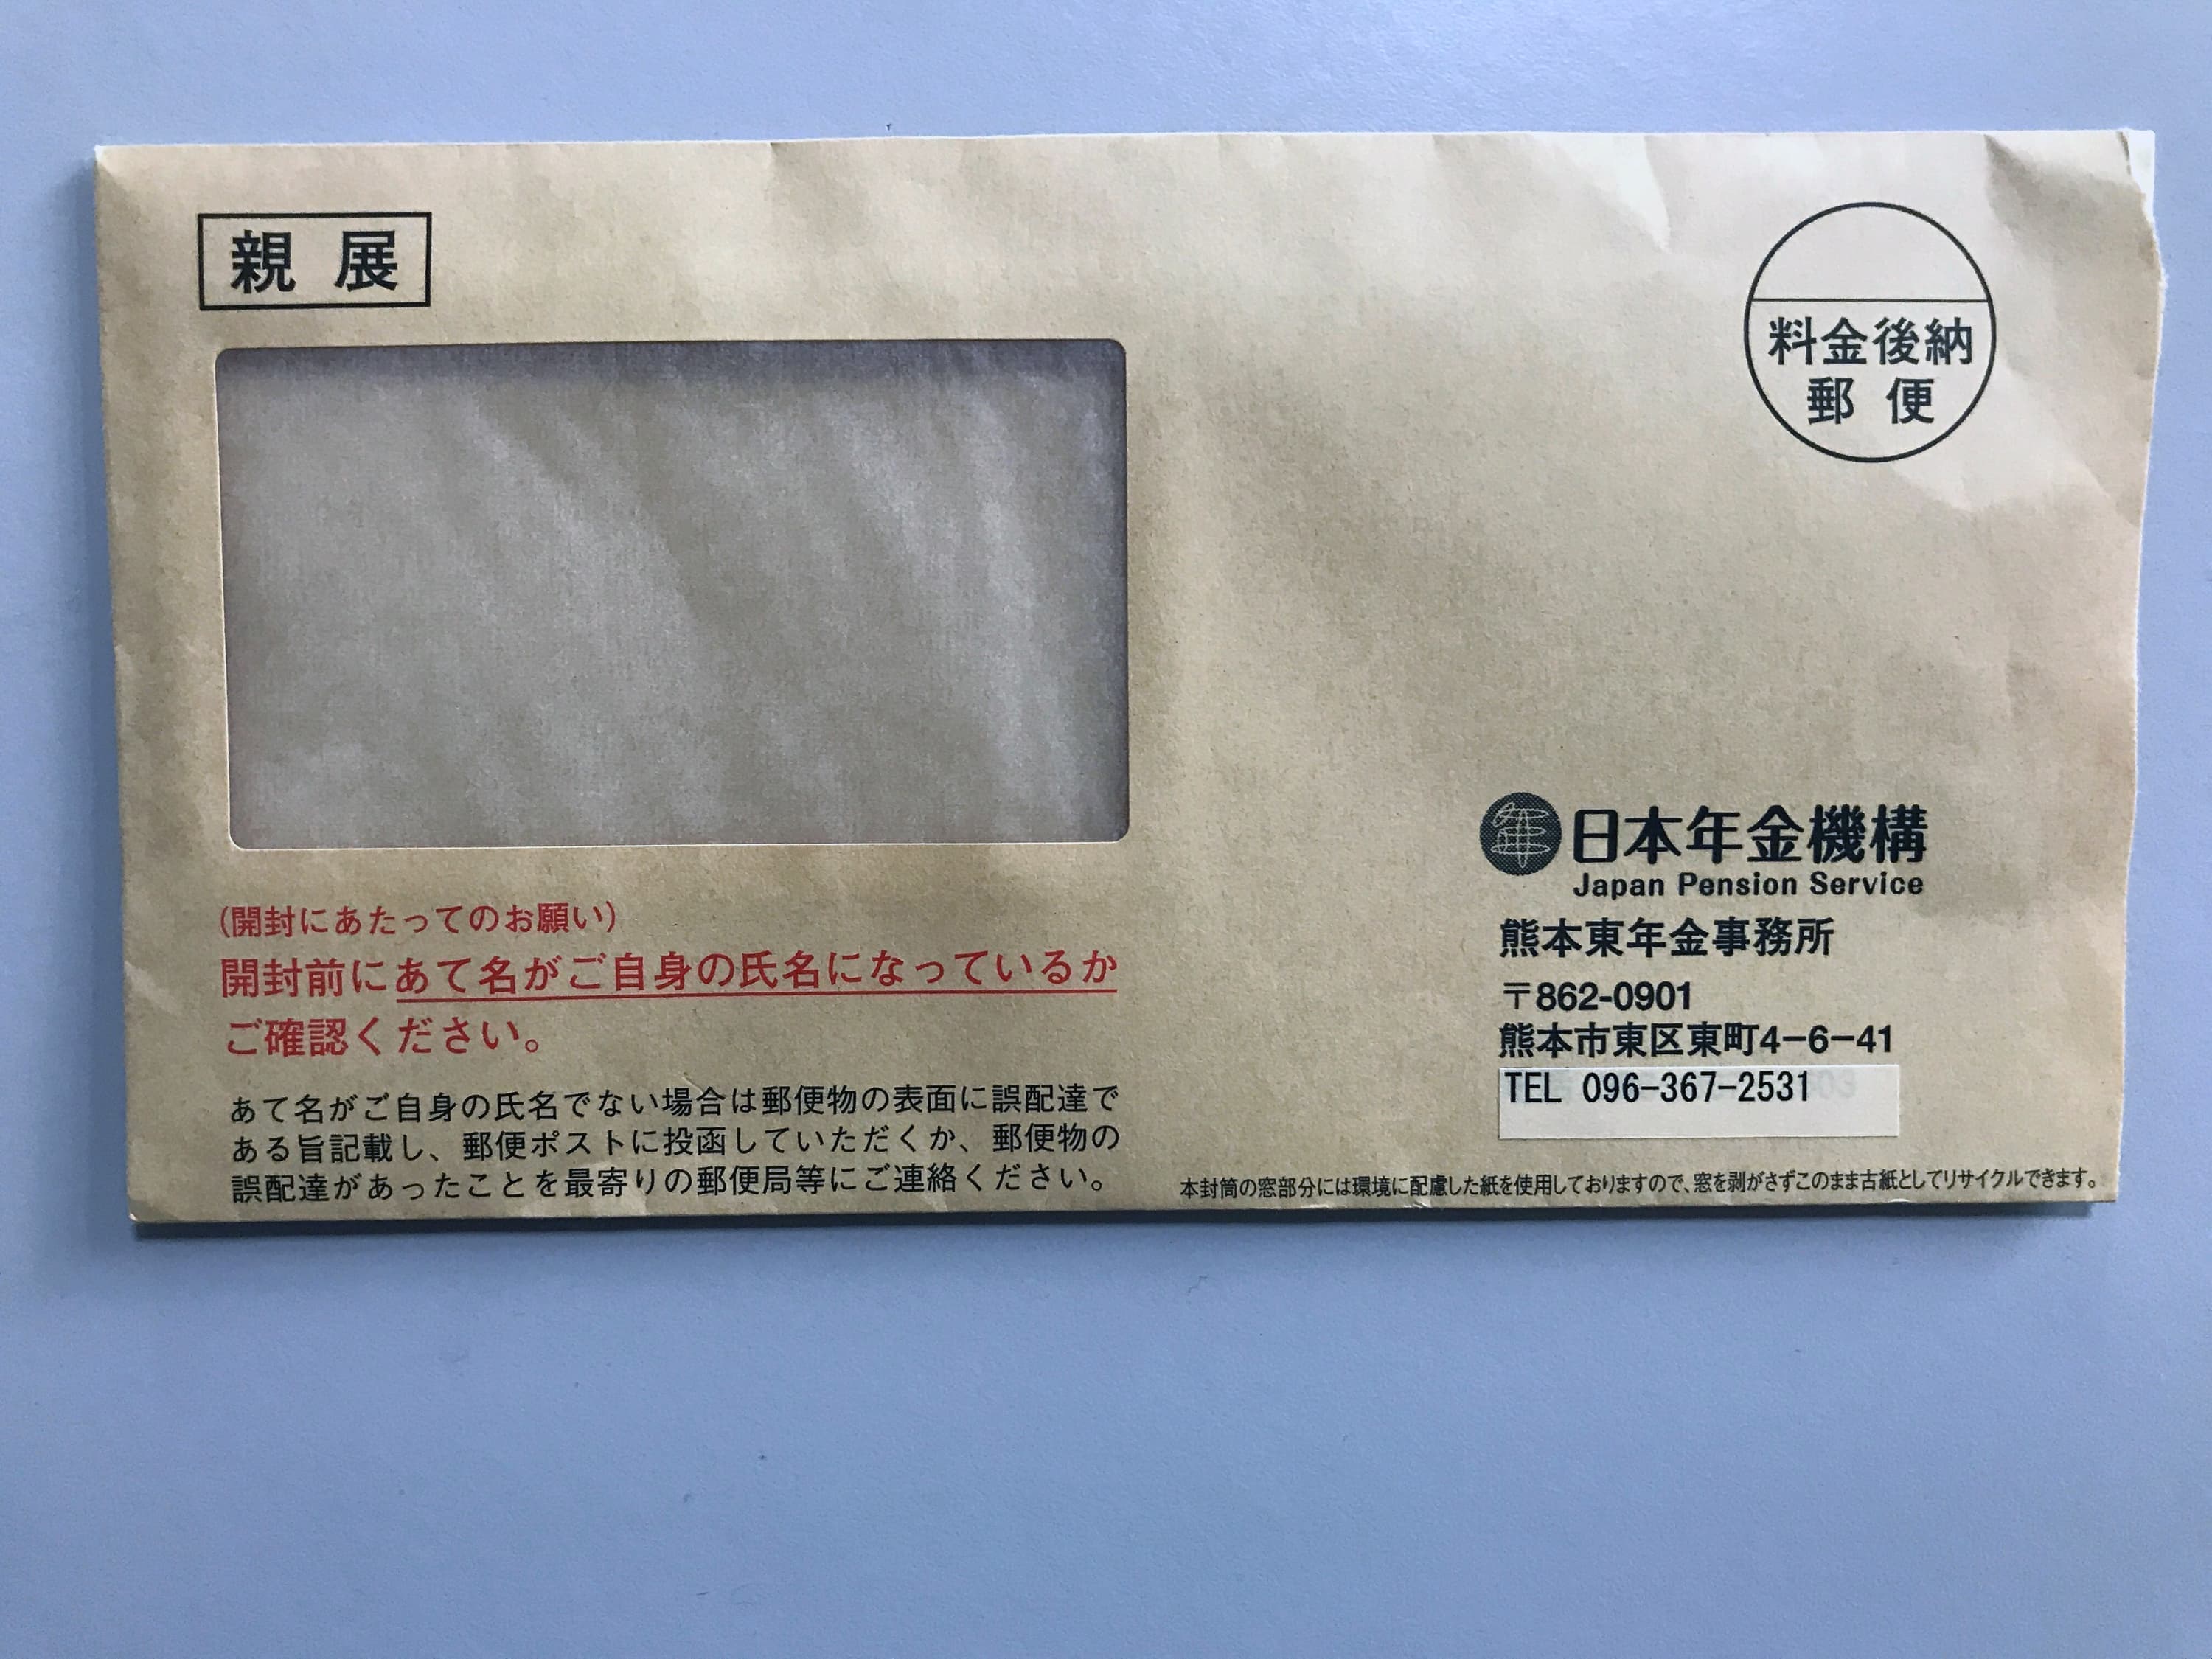 親展
料金後納
郵便
(開封にあたってのお願い)
開封前にあて名がご自身の氏名になっているか
ご確認ください。
あて名がご自身の氏名でない場合は郵便物の表面に誤配達で
ある旨記載し、郵便ポストに投函していただくか、郵便物の
誤配達があったことを最寄りの郵便局等にご連絡ください。
年
日本年金機構
Japan Pension Service
熊本東年金事務所
〒862-0901
熊本市東区東町4-6-41
TEL 096-367-2531
本封筒の窓部分には環境に配慮した紙を使用しておりますので、窓を剥がさずこのまま古紙としてリサイクルできます。